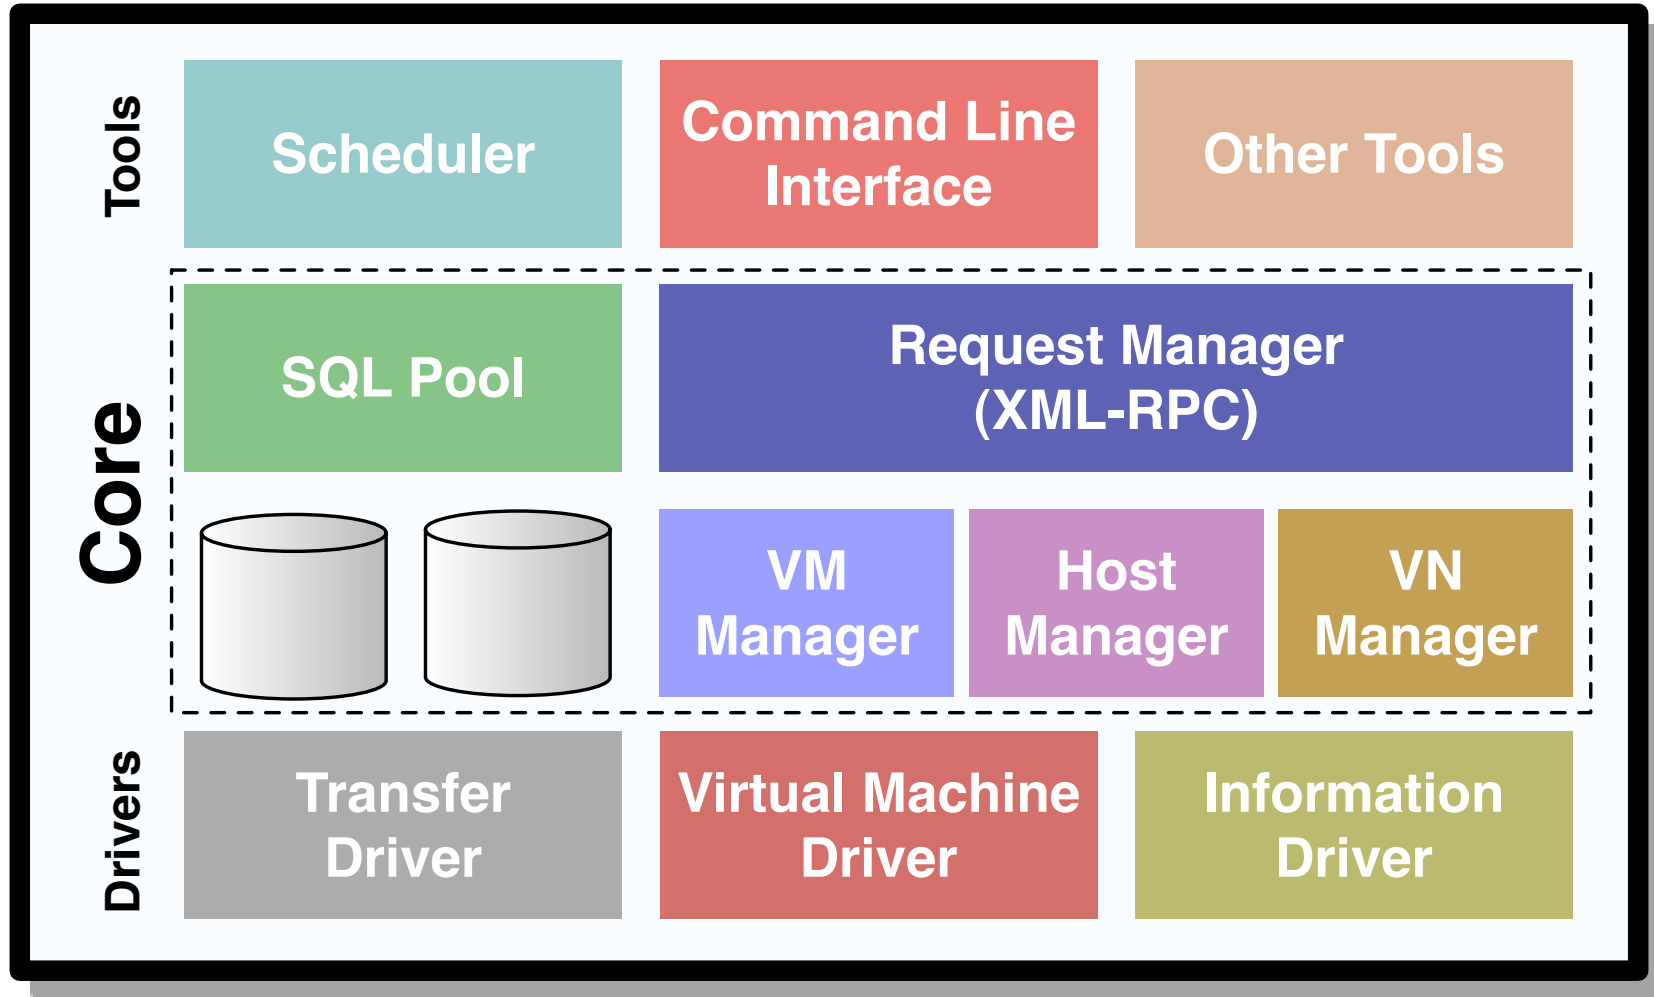 Tools
Scheduler
Command Line
Interface
Other Tools
Core
SQL Pool
Request Manager
(XML-RPC)
VM
Manager
Host
Manager
VN
Manager
Drivers
Transfer
Driver
Virtual Machine
Driver
Information
Driver